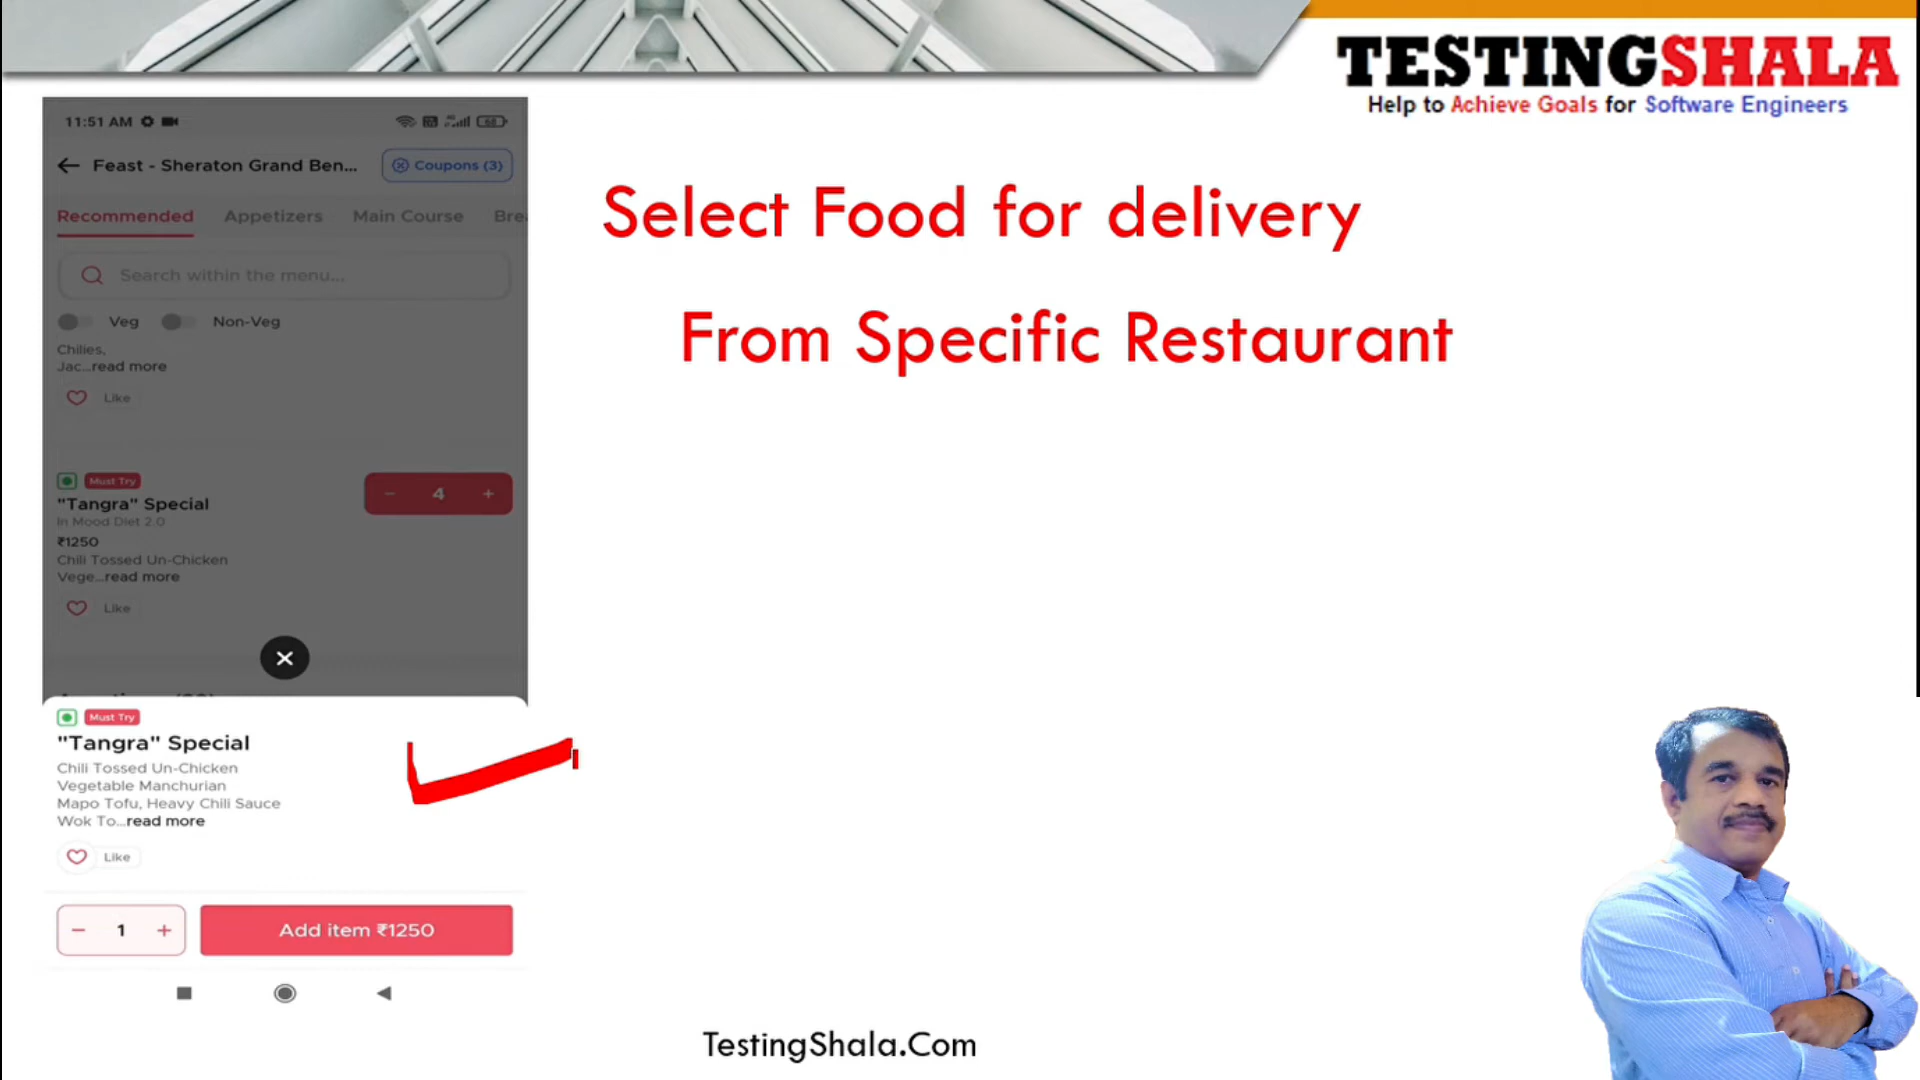 TESTINGSHALA
Help to Achieve Goals for Software Engineers
11:51 AM
Feast - Sheraton Grand Ben...
Coupons (3)
Recommended Appetizers Main Course Brea
Search within the menu...
Veg Non-Veg
Chilies,
Jac...read more
Like
Must Try
"Tangra" Special
In Mood Diet 2.0
₹1250
Chili Tossed Un-Chicken
Vege...read more
Like
- 4 +
Must Try
"Tangra" Special
Chili Tossed Un-Chicken
Vegetable Manchurian
Mapo Tofu, Heavy Chili Sauce
Wok To...read more
Like
- 1 +
Add item ₹1250
Select Food for delivery
From Specific Restaurant
TestingShala.Com